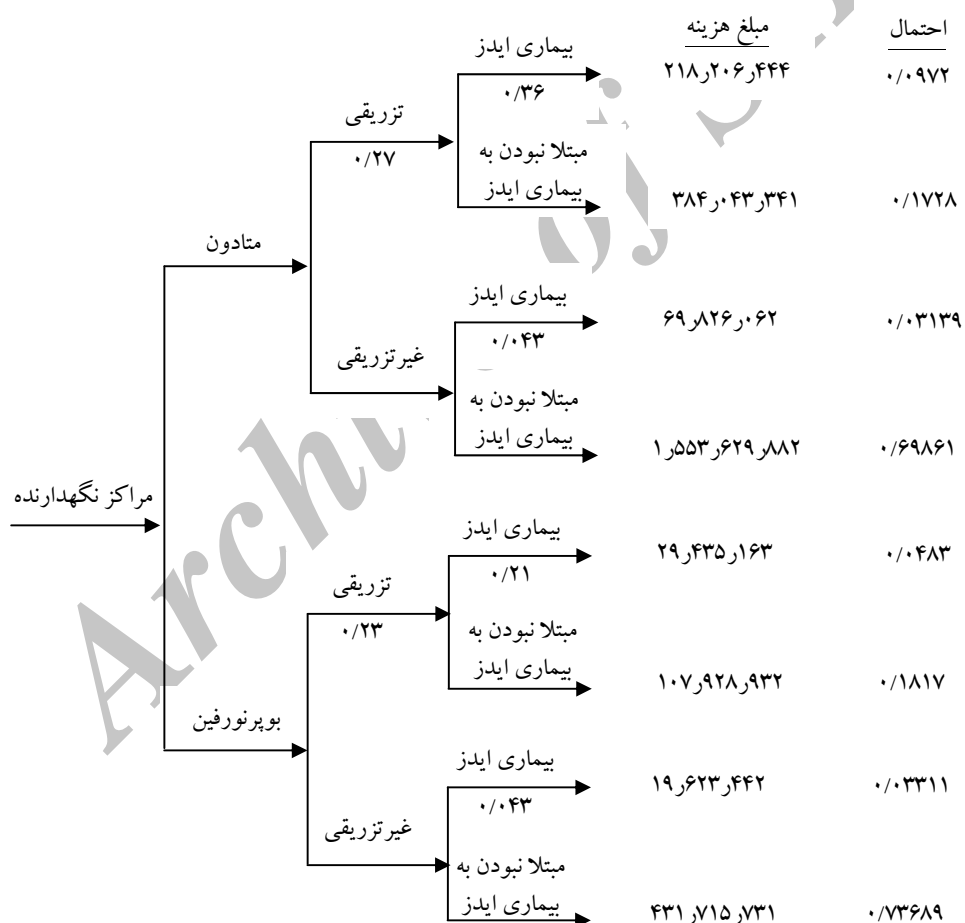 احتمال مبلغ هزینه
بیماری ایدز ۲۱۸٫۲۰۶٫۴۴۴ ۰/۰۹۷۲
۰/۳۶
تزریقی
۰/۲۷
مبتلا نبودن به
بیماری ایدز ۳۸۴٫۰۴۳٫۳۴۱ ۰/۱۷۲۸
متادون
بیماری ایدز ۶۹٫۸۲۶٫۰۶۲ ۰/۰۳۱۳۹
۰/۰۴۳
غیرتزریقی
مبتلا نبودن به
بیماری ایدز ۱٫۵۵۳٫۶۲۹٫۸۸۲ ۰/۶۹۸۶۱
مراکز نگهدارنده
بیماری ایدز ۲۹٫۴۳۵٫۱۶۳ ۰/۰۴۸۳
۰/۲۱
تزریقی
۰/۲۳
مبتلا نبودن به
بیماری ایدز ۱۰۷٫۹۲۸٫۹۳۲ ۰/۱۸۱۷
بوپرنورفین
بیماری ایدز ۱۹٫۶۲۳٫۴۴۲ ۰/۰۳۳۱۱
۰/۰۴۳
غیرتزریقی
مبتلا نبودن به
بیماری ایدز ۴۳۱٫۷۱۵٫۷۳۱ ۰/۷۳۶۸۹